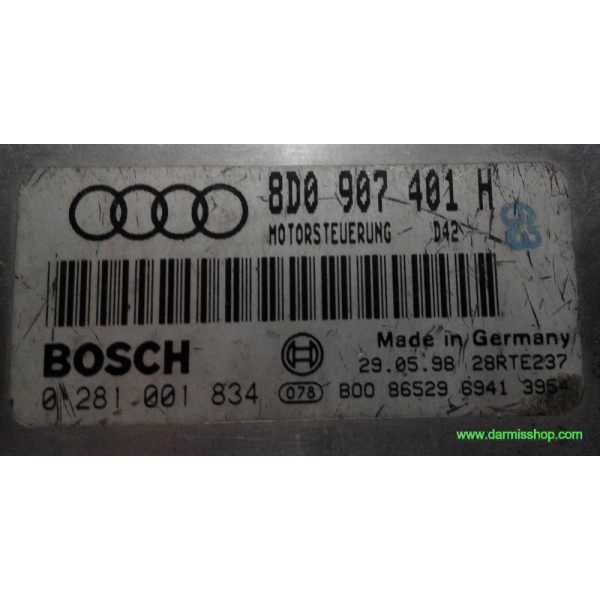 8D0 907 401 H
MOTORSTEUERUNG D42
BOSCH
Made in Germany
29.05.98 28RTE237
0 281 001 834 078 B00 86529 6941 3954
www.darmisshop.com